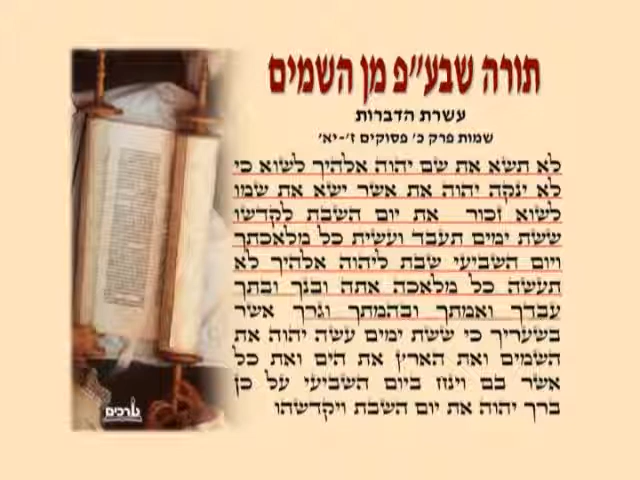 תורה שבע"פ מן השמים
עשרת הדברות
שמות פרק כ' פסוקים ז'-יא'
לא תשא את שם יהוה אלהיך לשוא כי
לא ינקה יהוה את אשר ישא את שמו
לשוא זכור את יום השבת לקדשו
ששת ימים תעבד ועשית כל מלאכתך
ויום השביעי שבת ליהוה אלהיך לא
תעשה כל מלאכה אתה ובנך ובתך
עבדך ואמתך ובהמתך וגרך אשר
בשעריך כי ששת ימים עשה יהוה את
השמים ואת הארץ את הים ואת כל
אשר בם וינח ביום השביעי על כן
ברך יהוה את יום השבת ויקדשהו
ערכים